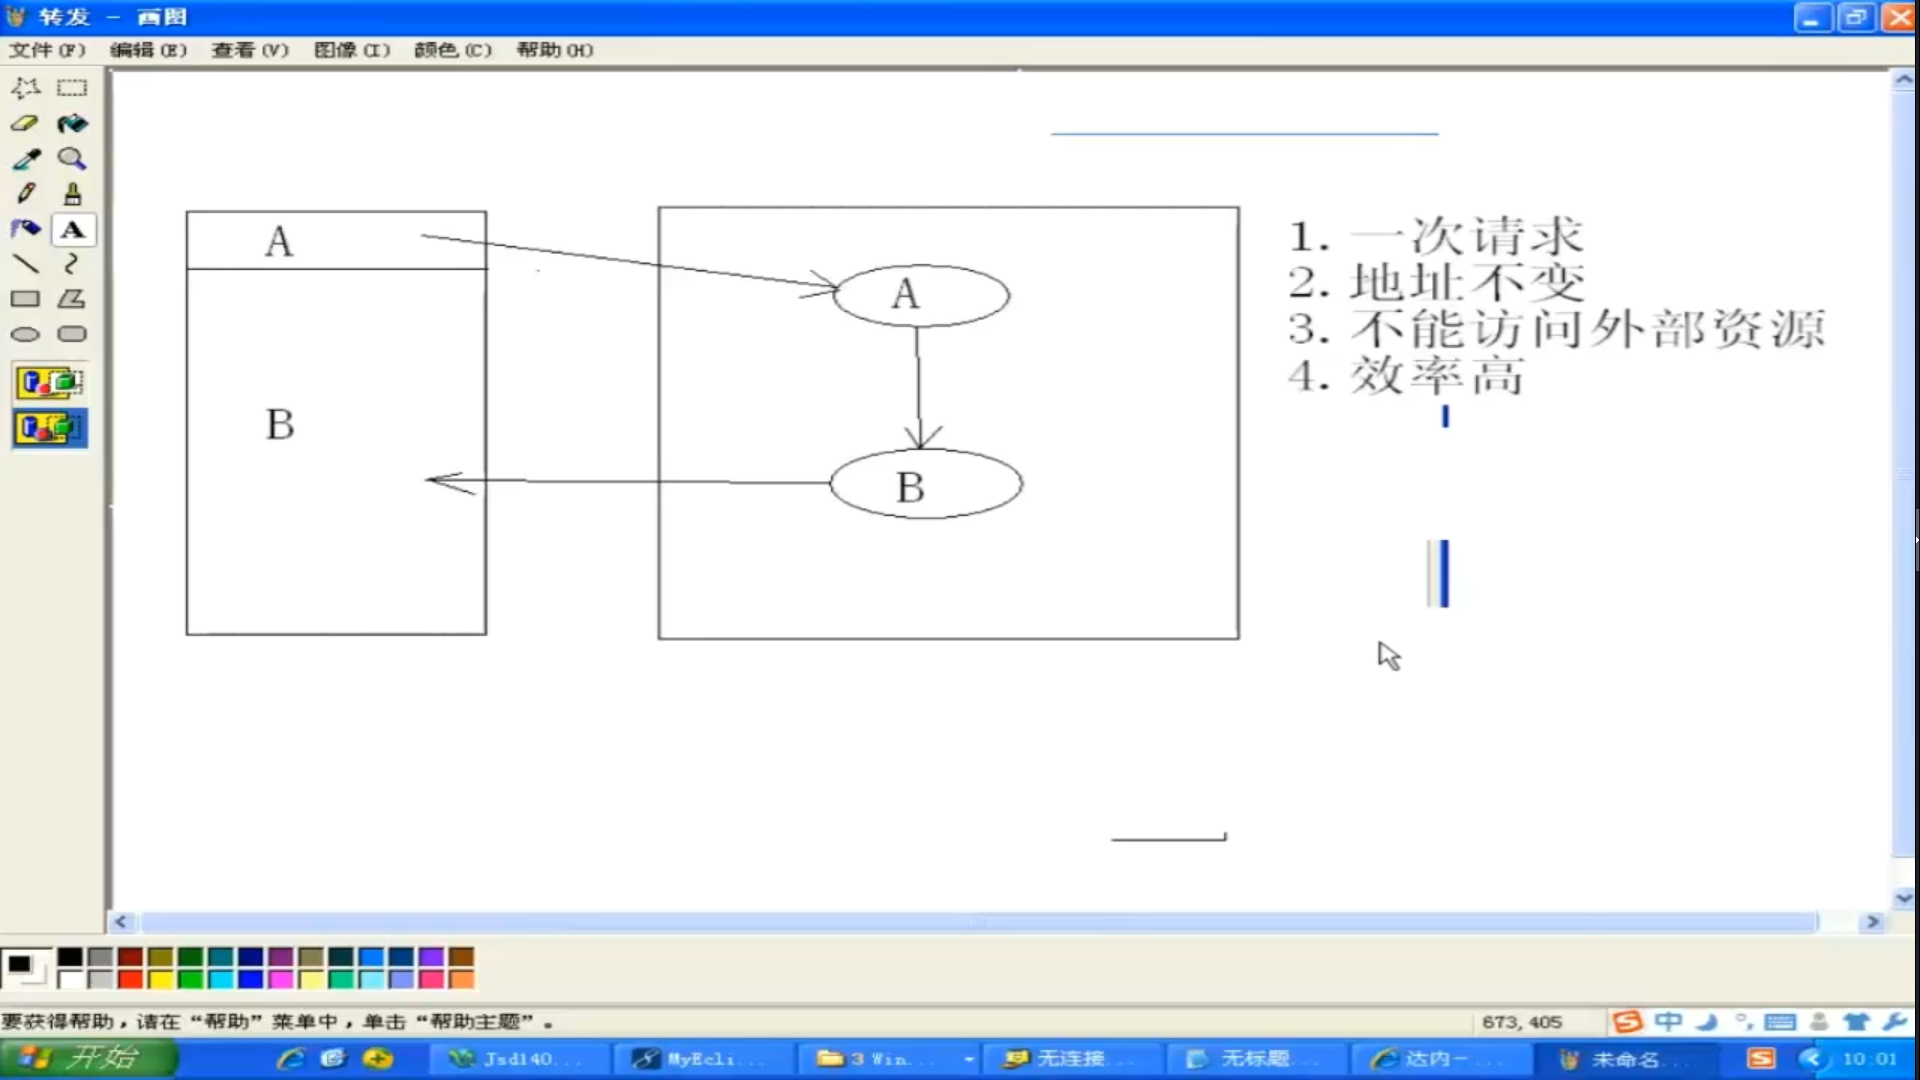 转发 - 画图
文件(F) 编辑(E) 查看(V) 图像(I) 颜色(C) 帮助(H)
A
B
A
B
1. 一次请求
2. 地址不变
3. 不能访问外部资源
4. 效率高
要获得帮助，请在“帮助”菜单中，单击“帮助主题”。
673, 405
中
开始
Jsd140...
MyEcli...
3 Win...
无连接...
无标题...
达内一...
未命名...
10:01